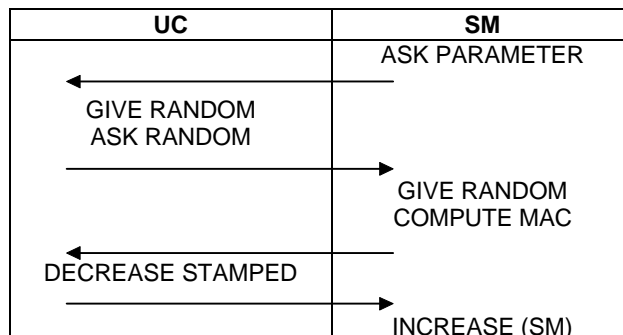 UC SM
ASK PARAMETER
GIVE RANDOM
ASK RANDOM
GIVE RANDOM
COMPUTE MAC
DECREASE STAMPED
INCREASE (SM)